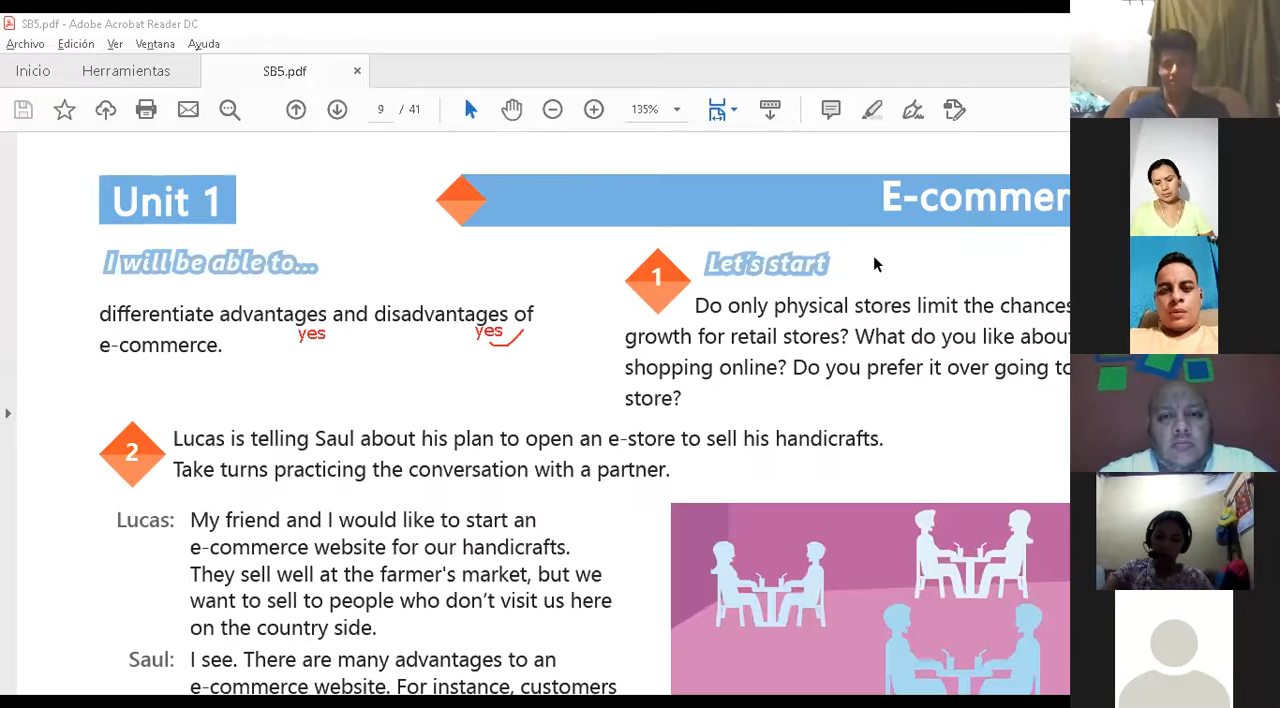 SB5.pdf - Adobe Acrobat Reader DC
Archivo Edición Ver Ventana Ayuda
Inicio Herramientas SB5.pdf ×
9 / 41 135%
Unit 1
E-commer
I will be able to...
differentiate advantages and disadvantages of
yes yes
e-commerce.
1 Let's start
Do only physical stores limit the chances
growth for retail stores? What do you like about
shopping online? Do you prefer it over going to
store?
2 Lucas is telling Saul about his plan to open an e-store to sell his handicrafts.
Take turns practicing the conversation with a partner.
Lucas: My friend and I would like to start an
e-commerce website for our handicrafts.
They sell well at the farmer's market, but we
want to sell to people who don't visit us here
on the country side.
Saul: I see. There are many advantages to an
e-commerce website. For instance, customers